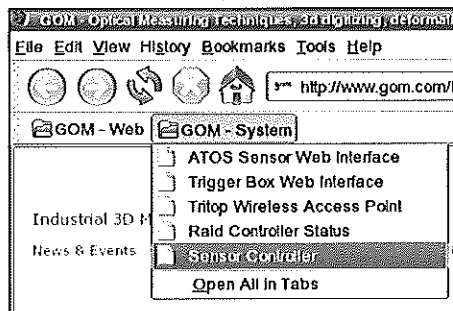 GOM - Optical Measuring Techniques, 3d digitizing, deformati
File Edit View History Bookmarks Tools Help
http://www.gom.com/
GOM - Web GOM - System
ATOS Sensor Web Interface
Trigger Box Web Interface
Tritop Wireless Access Point
Raid Controller Status
Industrial 3D M
News & Events
Sensor Controller
Open All in Tabs